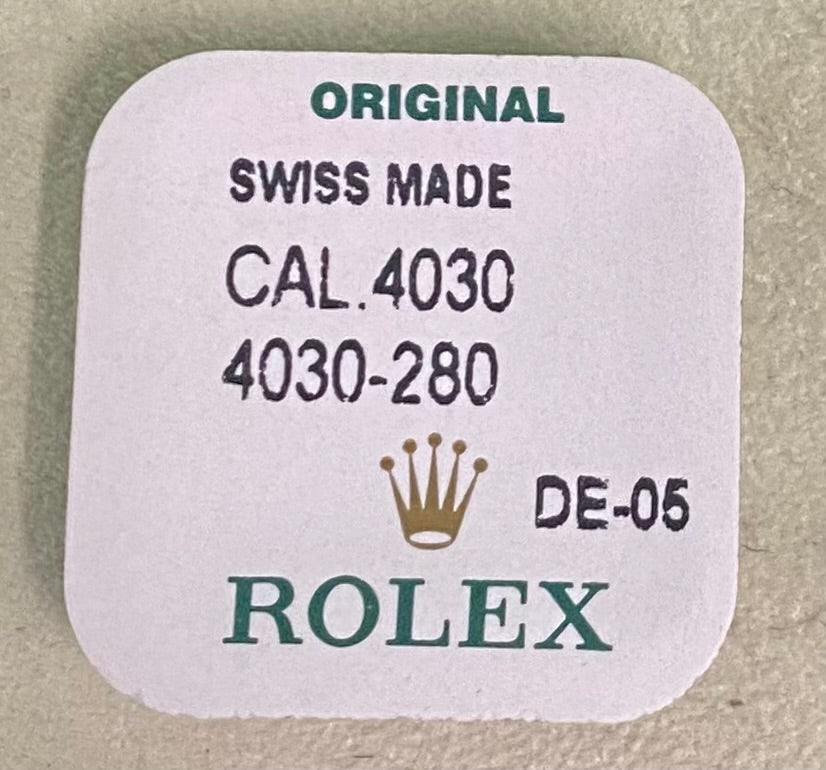 ORIGINAL
SWISS MADE
CAL.4030
4030-280
DE-05
ROLEX